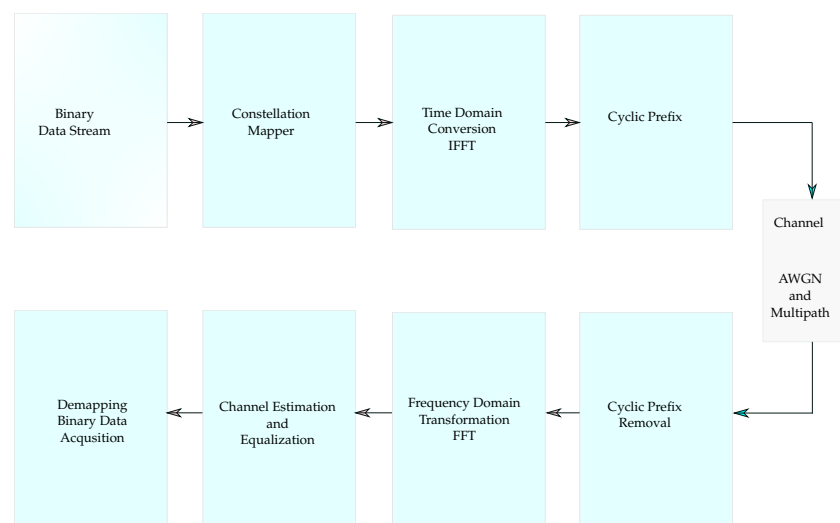 Binary
Data Stream
Constellation
Mapper
Time Domain
Conversion
IFFT
Cyclic Prefix
Channel
AWGN
and
Multipath
Demapping
Binary Data
Acqusition
Channel Estimation
and
Equalization
Frequency Domain
Transformation
FFT
Cyclic Prefix
Removal